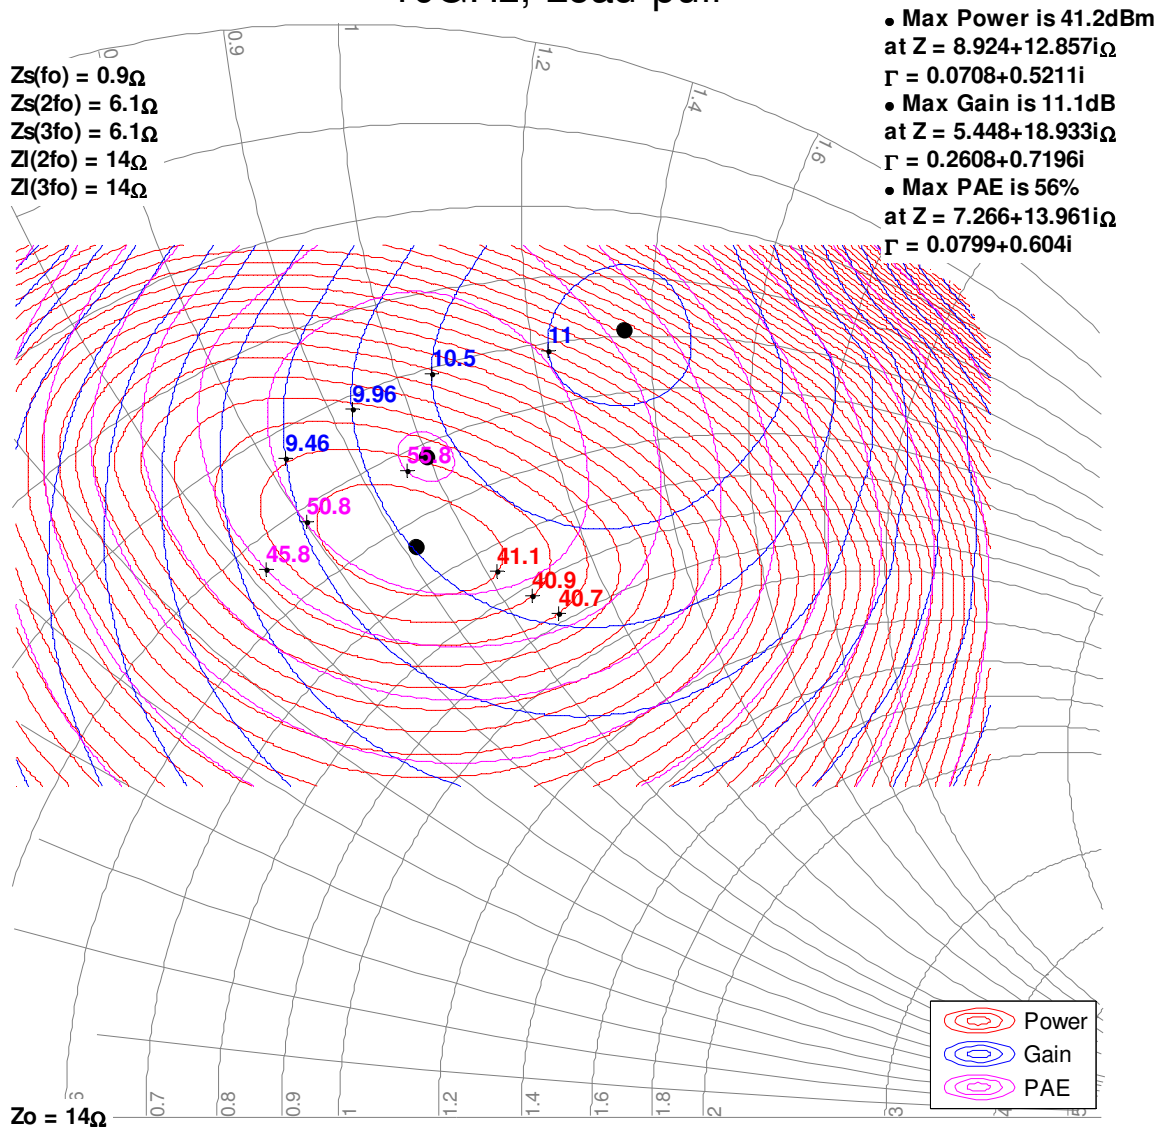 Max Power is 41.2dBm
at Z = 8.924+12.857iΩ
Γ = 0.0708+0.5211i
Max Gain is 11.1dB
at Z = 5.448+18.933iΩ
Γ = 0.2608+0.7196i
Max PAE is 56%
at Z = 7.266+13.961iΩ
Γ = 0.0799+0.604i
Zs(fo) = 0.9Ω
Zs(2fo) = 6.1Ω
Zs(3fo) = 6.1Ω
Zl(2fo) = 14Ω
Zl(3fo) = 14Ω
0.9
1
1.2
1.4
1.6
11
10.5
9.96
9.46
55.8
50.8
45.8
41.1
40.9
40.7
Power
Gain
PAE
0.7
0.8
0.9
1
1.2
1.4
1.6
1.8
2
3
Zo = 14Ω